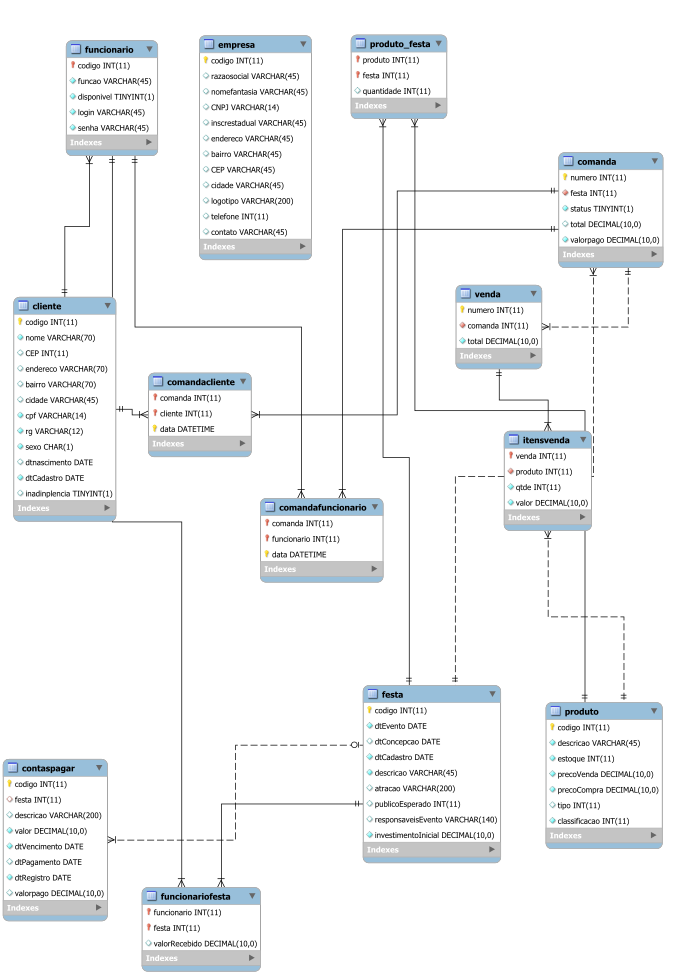 funcionario
codigo INT(11)
funcao VARCHAR(45)
disponivel TINYINT(1)
login VARCHAR(45)
senha VARCHAR(45)
Indexes
empresa
codigo INT(11)
razaosocial VARCHAR(45)
nomefantasia VARCHAR(45)
CNPJ VARCHAR(14)
inscrestadual VARCHAR(45)
endereco VARCHAR(45)
bairro VARCHAR(45)
CEP VARCHAR(45)
cidade VARCHAR(45)
logotipo VARCHAR(200)
telefone INT(11)
contato VARCHAR(45)
Indexes
produto_festa
produto INT(11)
festa INT(11)
quantidade INT(11)
Indexes
comanda
numero INT(11)
festa INT(11)
status TINYINT(1)
total DECIMAL(10,0)
valorpago DECIMAL(10,0)
Indexes
venda
numero INT(11)
comanda INT(11)
total DECIMAL(10,0)
Indexes
cliente
codigo INT(11)
nome VARCHAR(70)
CEP INT(11)
endereco VARCHAR(70)
bairro VARCHAR(70)
cidade VARCHAR(45)
cpf VARCHAR(14)
rg VARCHAR(12)
sexo CHAR(1)
dtnascimento DATE
dtCadastro DATE
inadinplencia TINYINT(1)
Indexes
comandacliente
comanda INT(11)
cliente INT(11)
data DATETIME
Indexes
itensvenda
venda INT(11)
produto INT(11)
qtde INT(11)
valor DECIMAL(10,0)
Indexes
comandafuncionario
comanda INT(11)
funcionario INT(11)
data DATETIME
Indexes
festa
codigo INT(11)
dtEvento DATE
dtConcepcao DATE
dtCadastro DATE
descricao VARCHAR(45)
atracao VARCHAR(200)
publicoEsperado INT(11)
responsaveisEvento VARCHAR(140)
investimentoInicial DECIMAL(10,0)
Indexes
produto
codigo INT(11)
descricao VARCHAR(45)
estoque INT(11)
precoVenda DECIMAL(10,0)
precoCompra DECIMAL(10,0)
tipo INT(11)
classificacao INT(11)
Indexes
contaspagar
codigo INT(11)
festa INT(11)
descricao VARCHAR(200)
valor DECIMAL(10,0)
dtVencimento DATE
dtPagamento DATE
dtRegistro DATE
valorpago DECIMAL(10,0)
Indexes
funcionariofesta
funcionario INT(11)
festa INT(11)
valorRecebido DECIMAL(10,0)
Indexes